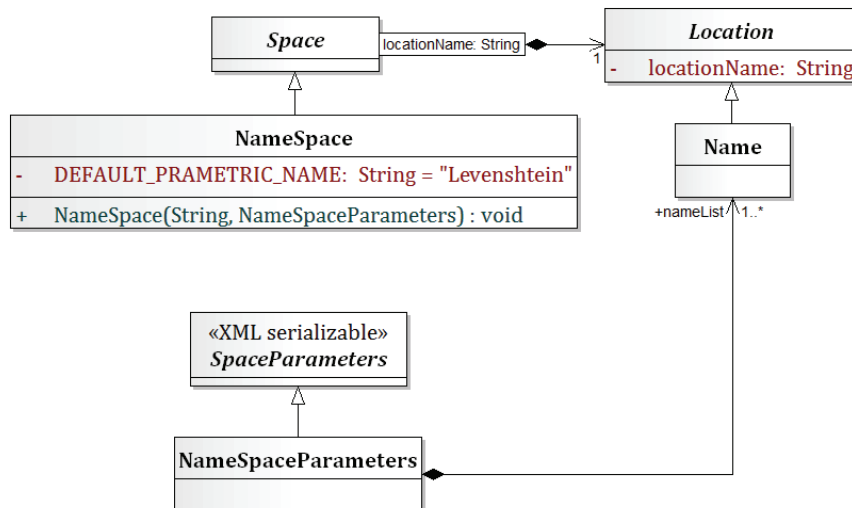 Space
locationName: String
1
Location
- locationName: String
NameSpace
- DEFAULT_PRAMETRIC_NAME: String = "Levenshtein"
+ NameSpace(String, NameSpaceParameters) : void
Name
+nameList 1..*
«XML serializable»
SpaceParameters
NameSpaceParameters